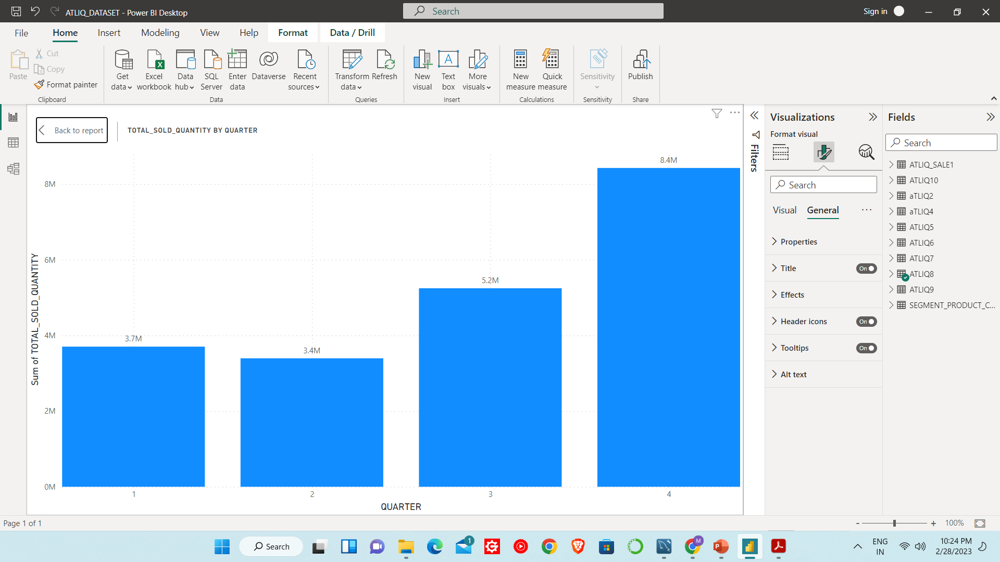 ATLIQ_DATASET - Power BI Desktop
Search
Sign in
File Home Insert Modeling View Help Format Data / Drill
Paste
Cut
Copy
Format painter
Clipboard
Get data
Excel workbook
Data hub
SQL Server
Enter data
Dataverse
Recent sources
Data
Transform data
Refresh
Queries
New visual
Text box
A
More visuals
Insert
New measure
Quick measure
Calculations
Sensitivity
Sensitivity
Publish
Share
Back to report
TOTAL_SOLD_QUANTITY BY QUARTER
Sum of TOTAL_SOLD_QUANTITY
8M
6M
4M
2M
0M
3.7M
3.4M
5.2M
8.4M
1 2 3 4
QUARTER
Filters
Visualizations
Format visual
Search
Visual General
Properties
Title On
Effects
Header icons On
Tooltips On
Alt text
Fields
Search
ATLIQ_SALE1
ATLIQ10
aTLIQ2
aTLIQ4
ATLIQ5
ATLIQ6
ATLIQ7
ATLIQ8
ATLIQ9
SEGMENT_PRODUCT_C...
Page 1 of 1
- + 100%
Search
1
M
P
ENG
IN
10:24 PM
2/28/2023